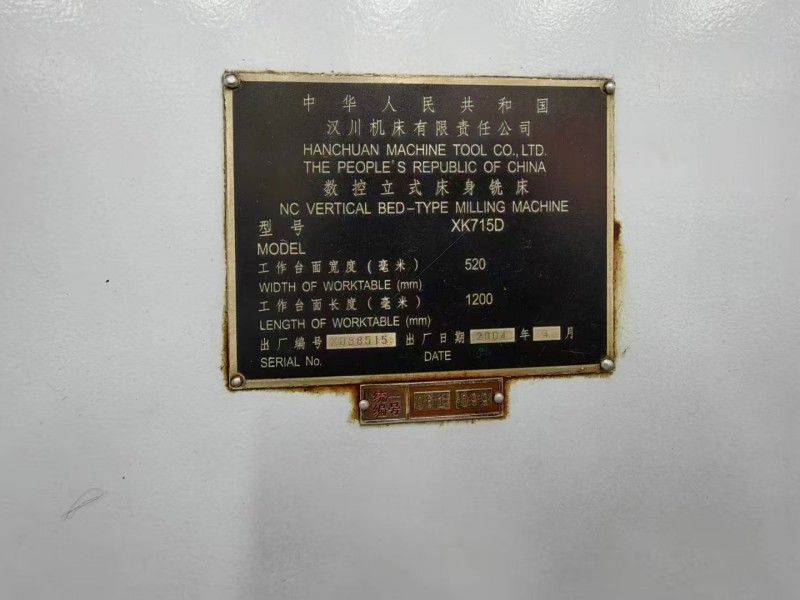 中华人民共和国
汉川机床有限责任公司
HANCHUAN MACHINE TOOL CO., LTD.
THE PEOPLE'S REPUBLIC OF CHINA
数控立式床身铣床
NC VERTICAL BED-TYPE MILLING MACHINE
型号 XK715D
MODEL
工作台面宽度(毫米) 520
WIDTH OF WORKTABLE (mm)
工作台面长度(毫米) 1200
LENGTH OF WORKTABLE (mm)
出厂编号 X088515 出厂日期 2004 年 4 月
SERIAL No. DATE
编号